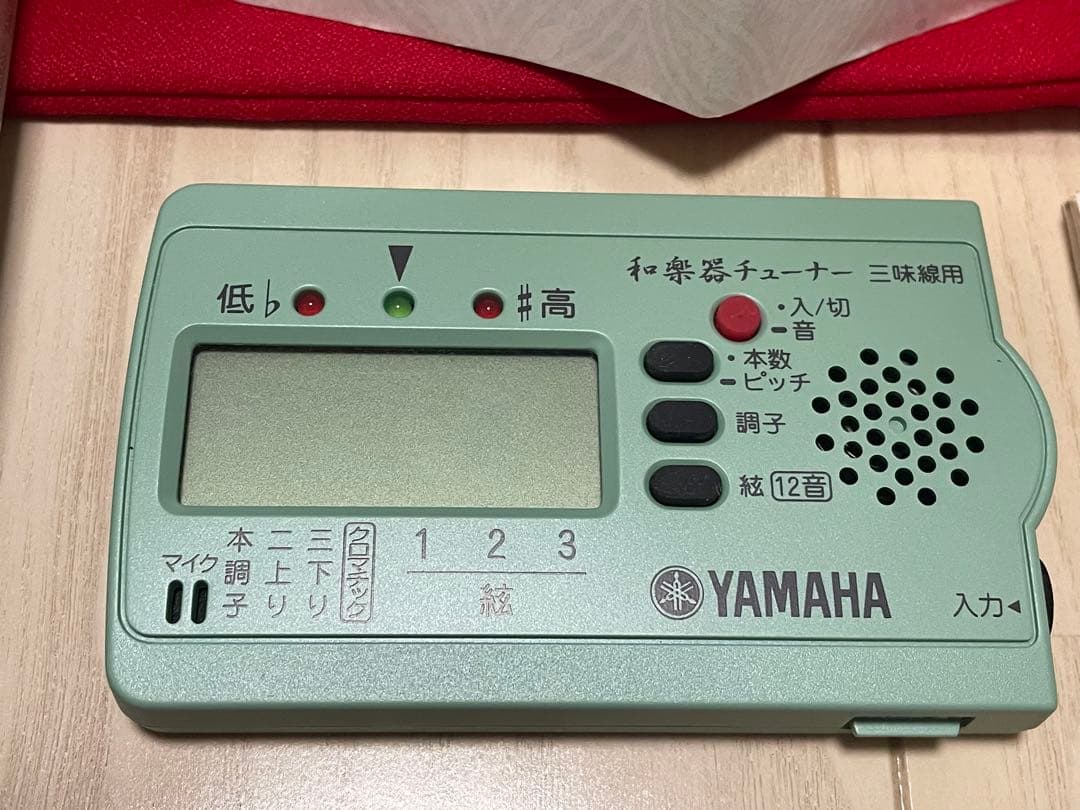 和楽器チューナー 三味線用
低♭ ♯高
・入/切
━音
・本数
━ピッチ
調子
絃 12音
マイク
本調子
二上り
三下り
クロマチック
1 2 3
絃
YAMAHA
入力◀